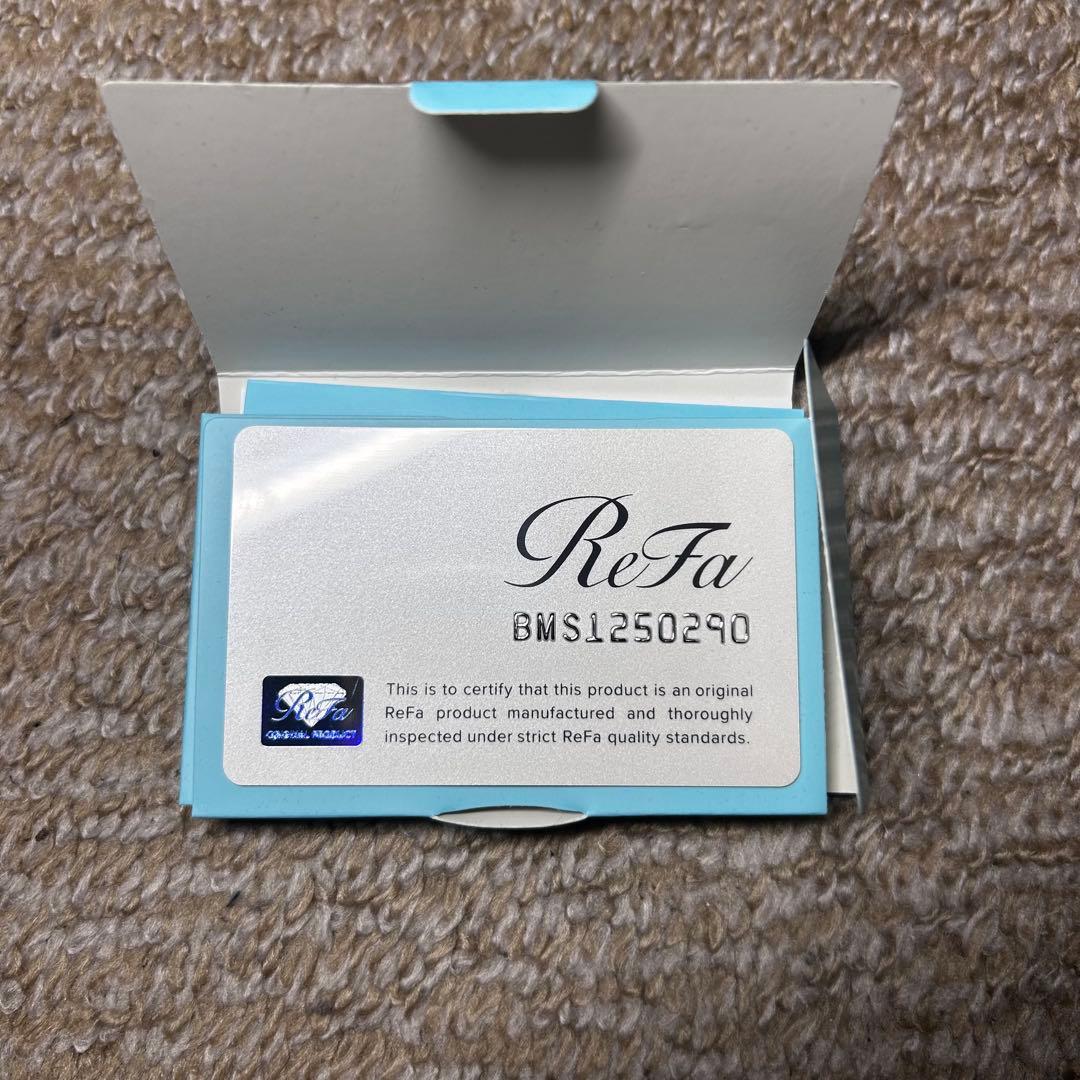 ReFa
BMS1250290
This is to certify that this product is an original
ReFa product manufactured and thoroughly
inspected under strict ReFa quality standards.
ReFa
ORIGINAL PRODUCT